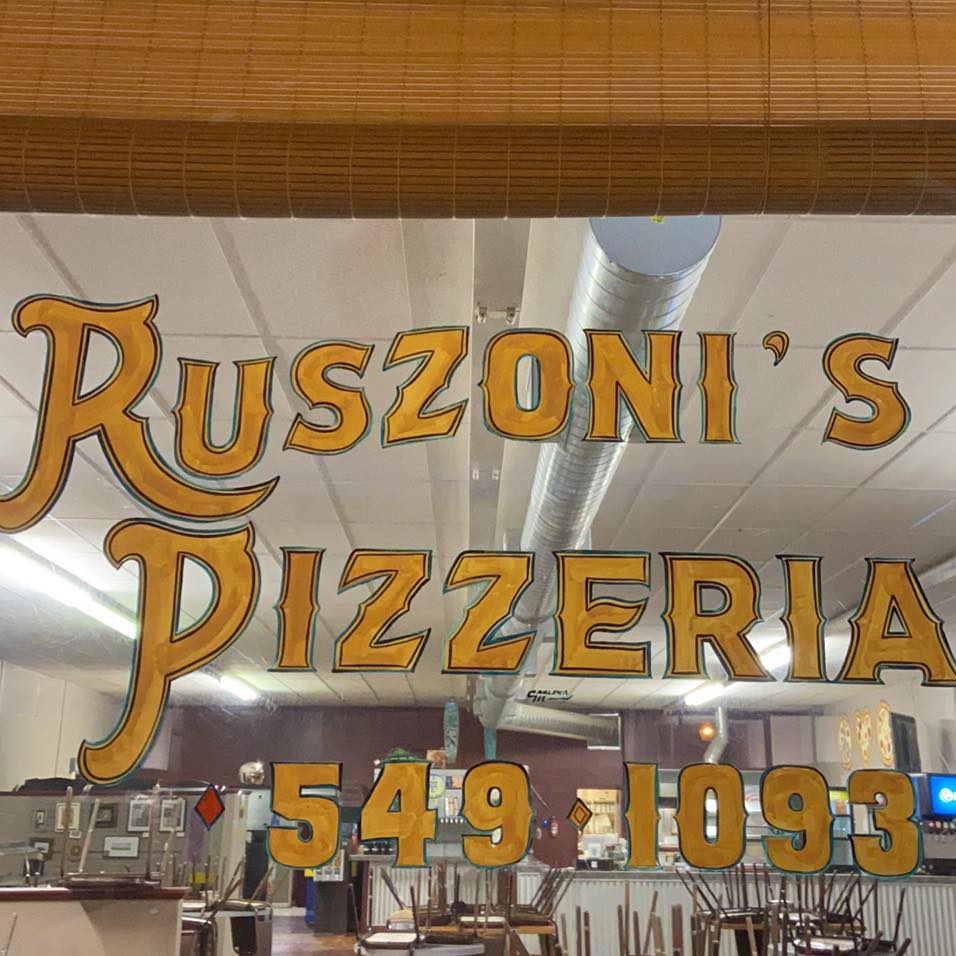 RUSZONI'S
PIZZERIA
549 · 1093